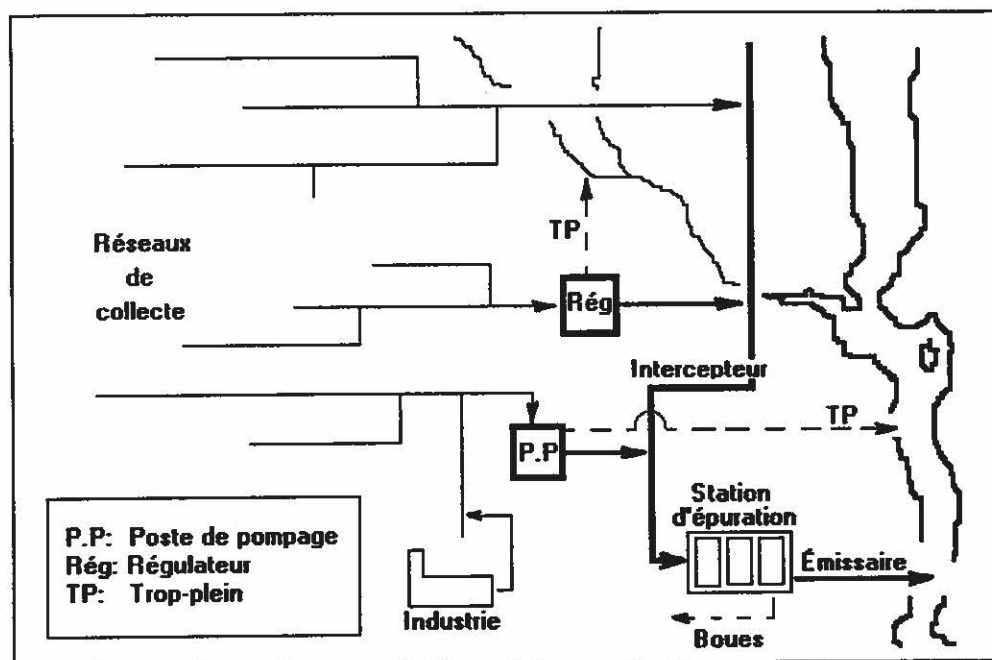 TP
Réseaux
de
collecte
Rég
Intercepteur
TP
P.P
Station
d'épuration
Émissaire
Boues
Industrie
P.P: Poste de pompage
Rég: Régulateur
TP: Trop-plein